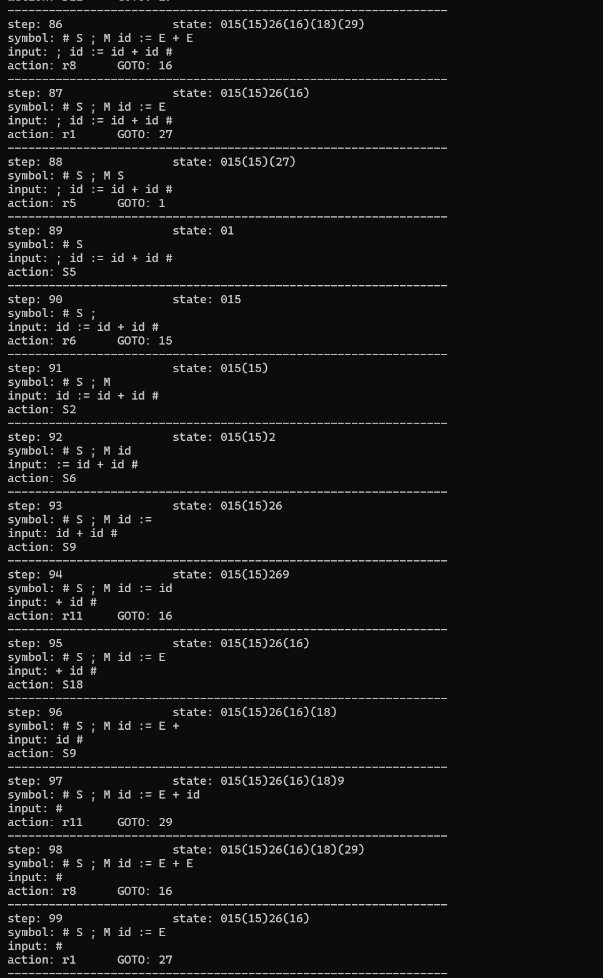 step: 86 state: 015(15)26(16)(18)(29)
symbol: # S ; M id := E + E
input: ; id := id + id #
action: r8 GOTO: 16
step: 87 state: 015(15)26(16)
symbol: # S ; M id := E
input: ; id := id + id #
action: r1 GOTO: 27
step: 88 state: 015(15)(27)
symbol: # S ; M S
input: ; id := id + id #
action: r5 GOTO: 1
step: 89 state: 01
symbol: # S
input: ; id := id + id #
action: S5
step: 90 state: 015
symbol: # S ;
input: id := id + id #
action: r6 GOTO: 15
step: 91 state: 015(15)
symbol: # S ; M
input: id := id + id #
action: S2
step: 92 state: 015(15)2
symbol: # S ; M id
input: := id + id #
action: S6
step: 93 state: 015(15)26
symbol: # S ; M id :=
input: id + id #
action: S9
step: 94 state: 015(15)269
symbol: # S ; M id := id
input: + id #
action: r11 GOTO: 16
step: 95 state: 015(15)26(16)
symbol: # S ; M id := E
input: + id #
action: S18
step: 96 state: 015(15)26(16)(18)
symbol: # S ; M id := E +
input: id #
action: S9
step: 97 state: 015(15)26(16)(18)9
symbol: # S ; M id := E + id
input: #
action: r11 GOTO: 29
step: 98 state: 015(15)26(16)(18)(29)
symbol: # S ; M id := E + E
input: #
action: r8 GOTO: 16
step: 99 state: 015(15)26(16)
symbol: # S ; M id := E
input: #
action: r1 GOTO: 27